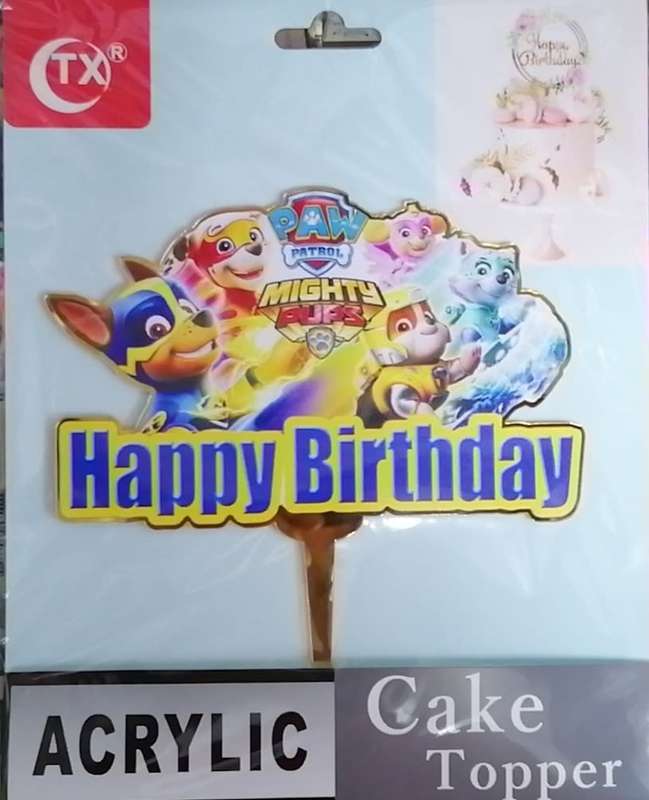 TX®
Happy
Birthday
PAW
PATROL
MIGHTY
PUPS
Happy Birthday
ACRYLIC
Cake
Topper